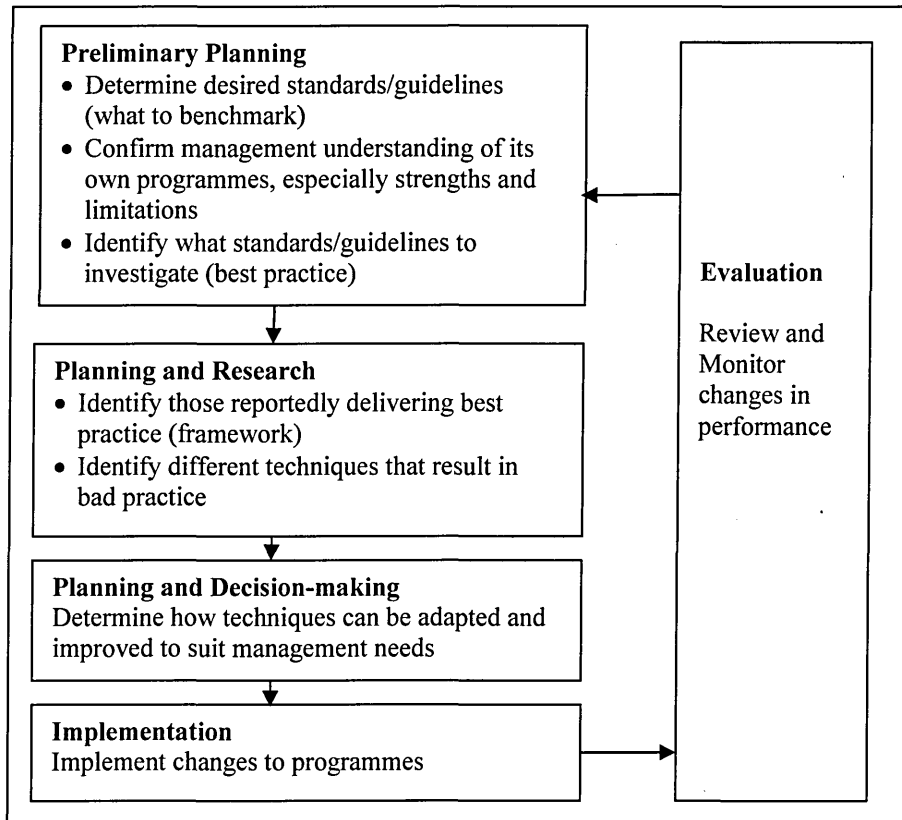 Preliminary Planning
• Determine desired standards/guidelines
(what to benchmark)
• Confirm management understanding of its
own programmes, especially strengths and
limitations
• Identify what standards/guidelines to
investigate (best practice)
Planning and Research
• Identify those reportedly delivering best
practice (framework)
• Identify different techniques that result in
bad practice
Planning and Decision-making
Determine how techniques can be adapted and
improved to suit management needs
Implementation
Implement changes to programmes
Evaluation
Review and
Monitor
changes in
performance